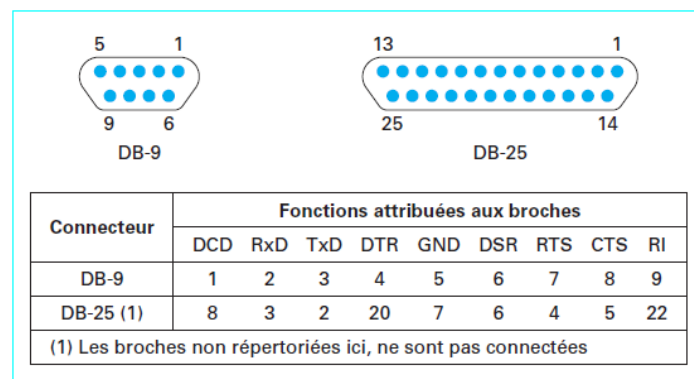 5 1
13 1
9 6
25 14
DB-9
DB-25
Connecteur
Fonctions attribuées aux broches
DCD RxD TxD DTR GND DSR RTS CTS RI
DB-9 1 2 3 4 5 6 7 8 9
DB-25 (1) 8 3 2 20 7 6 4 5 22
(1) Les broches non répertoriées ici, ne sont pas connectées